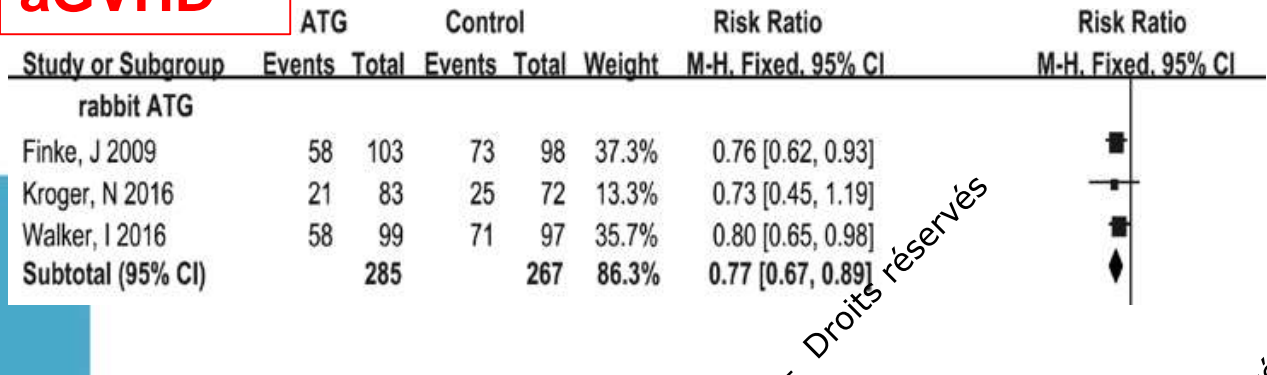 aGVHD
ATG Control Risk Ratio Risk Ratio
Study or Subgroup Events Total Events Total Weight M-H. Fixed. 95% CI M-H. Fixed. 95% CI
rabbit ATG
Finke, J 2009 58 103 73 98 37.3% 0.76 [0.62, 0.93]
Kroger, N 2016 21 83 25 72 13.3% 0.73 [0.45, 1.19]
Walker, I 2016 58 99 71 97 35.7% 0.80 [0.65, 0.98]
Subtotal (95% CI) 285 267 86.3% 0.77 [0.67, 0.89]
Droits réservés